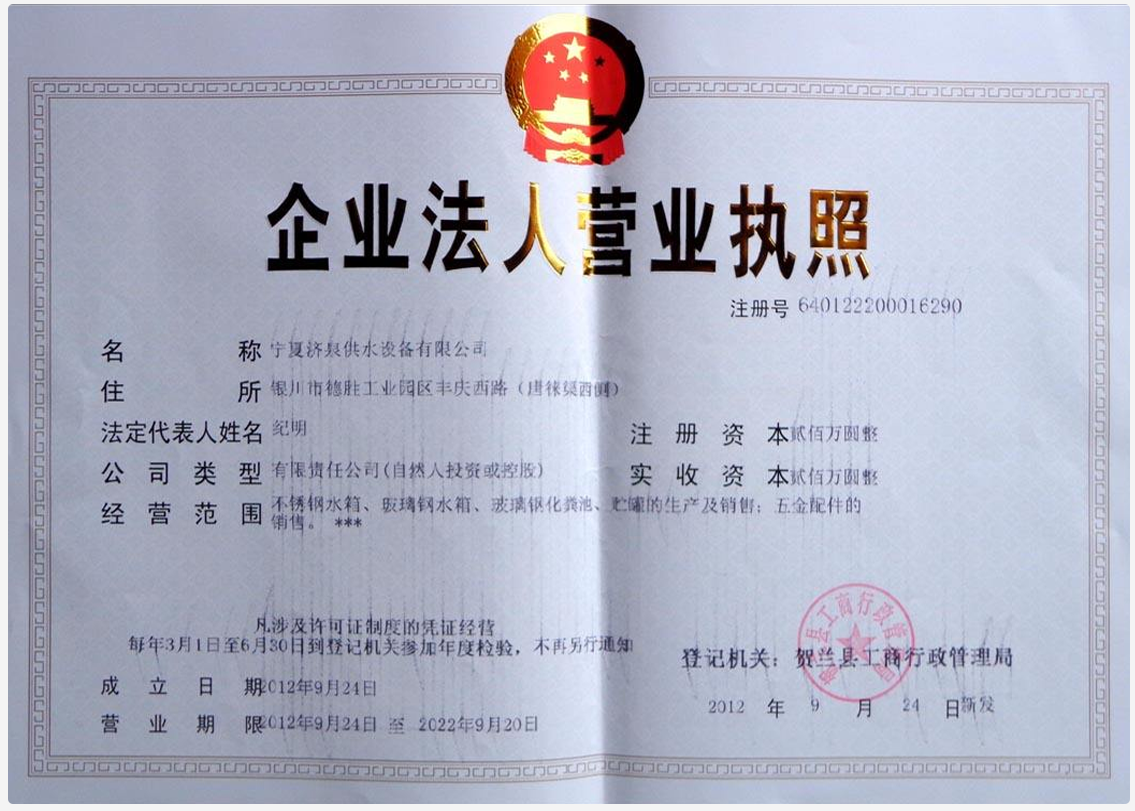 企业法人营业执照
注册号 640122200016290
名称 宁夏济泉供水设备有限公司
住所 银川市德胜工业园区丰庆西路（唐徕渠西侧）
法定代表人姓名 纪明
注册资本 贰佰万圆整
公司类型 有限责任公司(自然人投资或控股)
实收资本 贰佰万圆整
经营范围 不锈钢水箱、玻璃钢水箱、玻璃钢化粪池、贮罐的生产及销售；五金配件的
销售。 ***
凡涉及许可证制度的凭证经营
每年3月1日至6月30日到登记机关参加年度检验，不再另行通知
登记机关：贺兰县工商行政管理局
成立日期 2012年9月24日
2012 年 9 月 24 日新发
营业期限 2012年9月24日 至 2022年9月20日